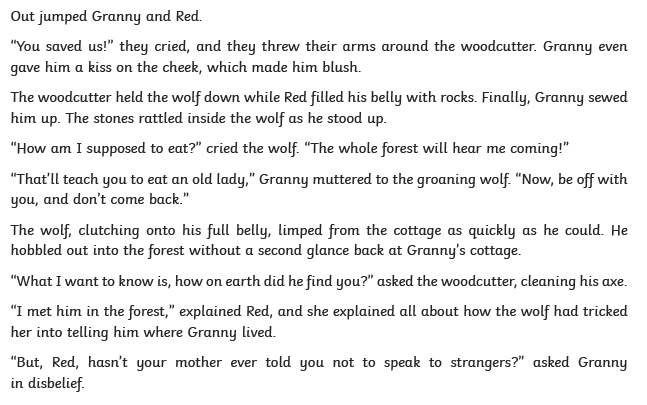 Out jumped Granny and Red.
“You saved us!” they cried, and they threw their arms around the woodcutter. Granny even
gave him a kiss on the cheek, which made him blush.
The woodcutter held the wolf down while Red filled his belly with rocks. Finally, Granny sewed
him up. The stones rattled inside the wolf as he stood up.
“How am I supposed to eat?” cried the wolf. “The whole forest will hear me coming!”
“That’ll teach you to eat an old lady,” Granny muttered to the groaning wolf. “Now, be off with
you, and don’t come back.”
The wolf, clutching onto his full belly, limped from the cottage as quickly as he could. He
hobbled out into the forest without a second glance back at Granny’s cottage.
“What I want to know is, how on earth did he find you?” asked the woodcutter, cleaning his axe.
“I met him in the forest,” explained Red, and she explained all about how the wolf had tricked
her into telling him where Granny lived.
“But, Red, hasn’t your mother ever told you not to speak to strangers?” asked Granny
in disbelief.